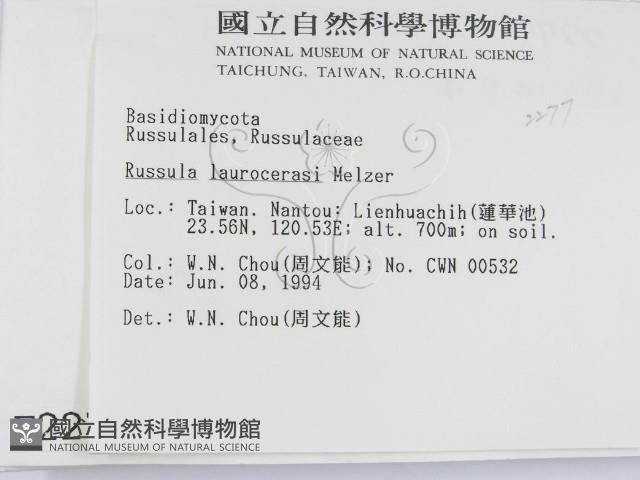 國立自然科學博物館
NATIONAL MUSEUM OF NATURAL SCIENCE
TAICHUNG, TAIWAN, R.O.CHINA
2277
Basidiomycota
Russulales, Russulaceae
Russula laurocerasi Melzer
Loc.: Taiwan. Nantou: Lienhuachih(蓮華池)
23.56N, 120.53E; alt. 700m; on soil.
Col.: W.N. Chou(周文能); No. CWN 00532
Date: Jun. 08, 1994
Det.: W.N. Chou(周文能)
國立自然科學博物館
NATIONAL MUSEUM OF NATURAL SCIENCE